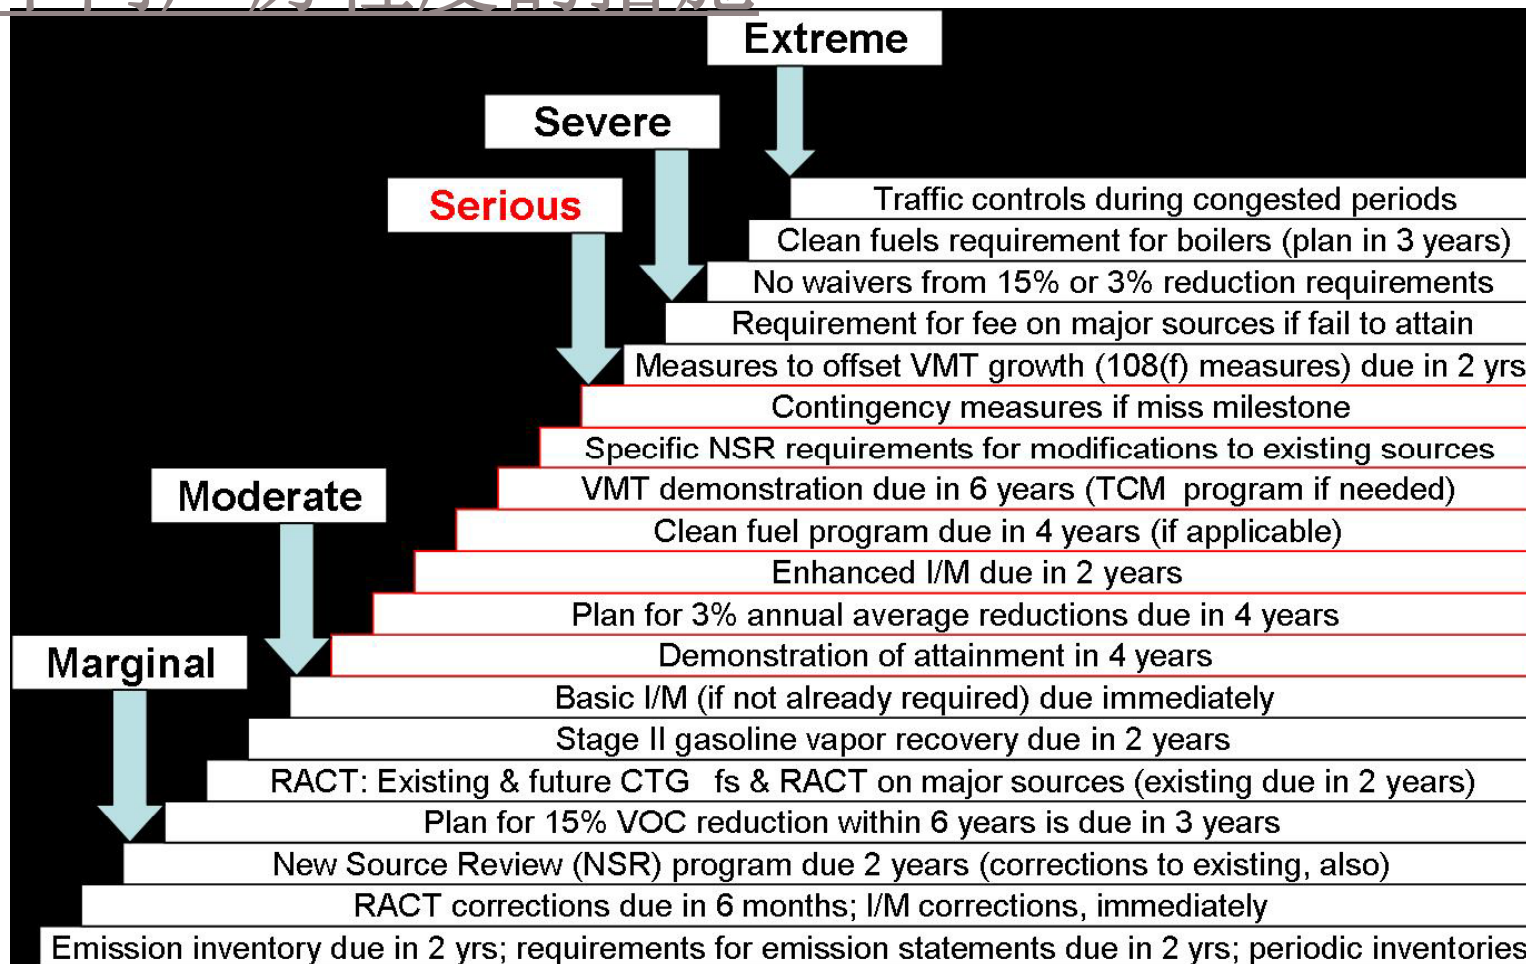 程度的措施
Extreme
Severe
Serious
Traffic controls during congested periods
Clean fuels requirement for boilers (plan in 3 years)
No waivers from 15% or 3% reduction requirements
Requirement for fee on major sources if fail to attain
Measures to offset VMT growth (108(f) measures) due in 2 yrs
Contingency measures if miss milestone
Specific NSR requirements for modifications to existing sources
Moderate
VMT demonstration due in 6 years (TCM program if needed)
Clean fuel program due in 4 years (if applicable)
Enhanced I/M due in 2 years
Plan for 3% annual average reductions due in 4 years
Marginal
Demonstration of attainment in 4 years
Basic I/M (if not already required) due immediately
Stage II gasoline vapor recovery due in 2 years
RACT: Existing & future CTG fs & RACT on major sources (existing due in 2 years)
Plan for 15% VOC reduction within 6 years is due in 3 years
New Source Review (NSR) program due 2 years (corrections to existing, also)
RACT corrections due in 6 months; I/M corrections, immediately
Emission inventory due in 2 yrs; requirements for emission statements due in 2 yrs; periodic inventories